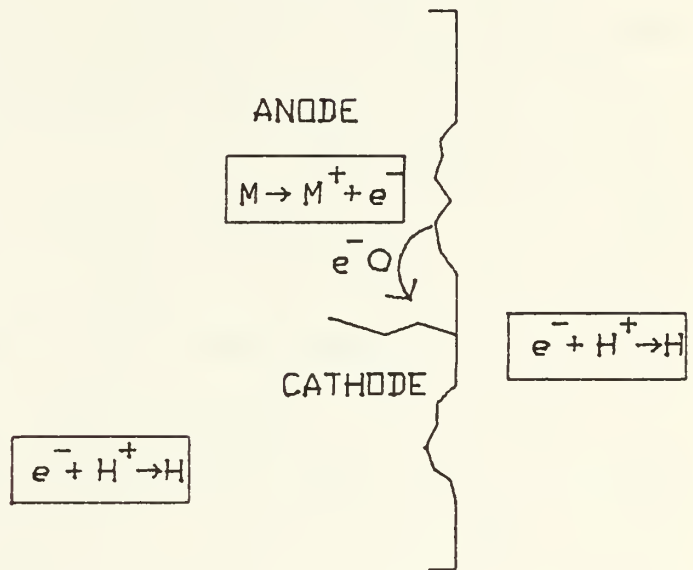 ANODE
M → M⁺ + e⁻
e⁻
e⁻ + H⁺ → H
CATHODE
e⁻ + H⁺ → H